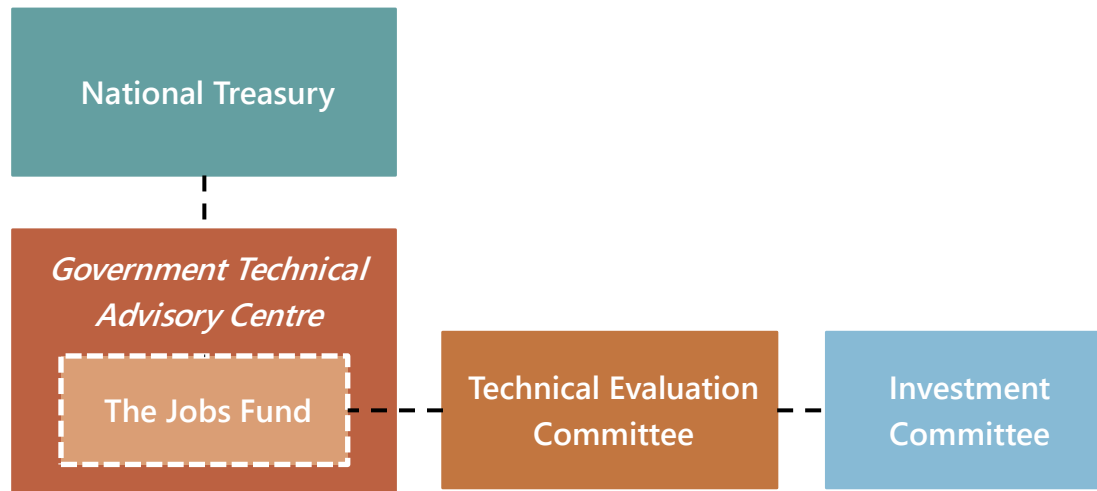 National Treasury
Government Technical
Advisory Centre
The Jobs Fund
Technical Evaluation
Committee
Investment
Committee